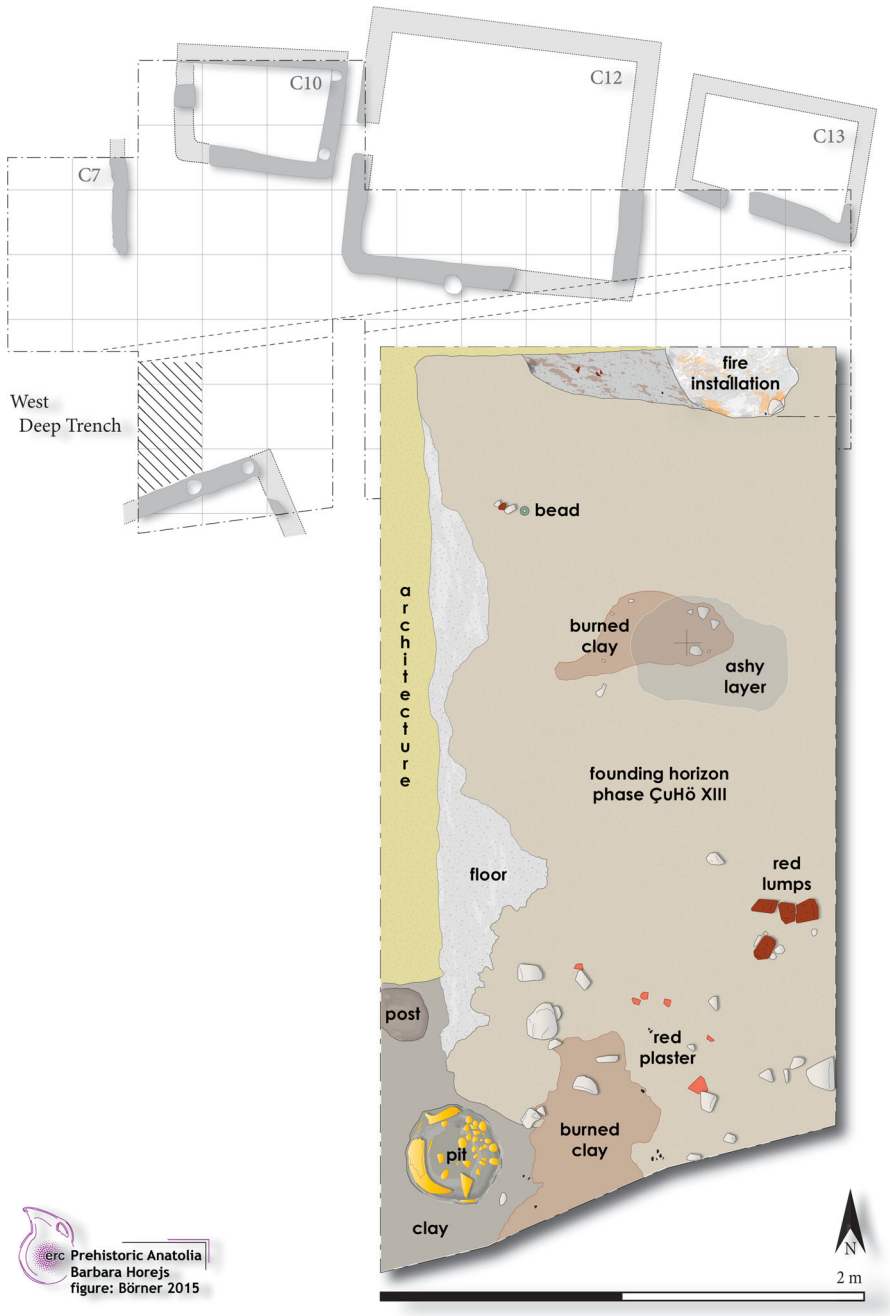 C10
C12
C13
C7
West
Deep Trench
fire
installation
bead
burned
clay
ashy
layer
architecture
founding horizon
phase ÇuHö XIII
floor
red
lumps
post
red
plaster
pit
burned
clay
clay
erc Prehistoric Anatolia
Barbara Horejs
figure: Börner 2015
N
2 m